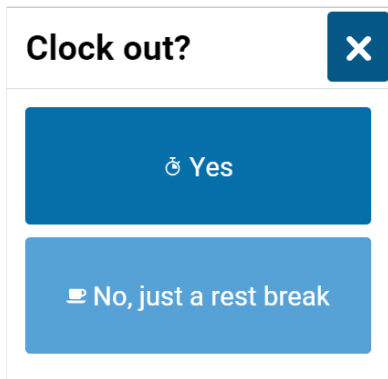 Clock out?
Yes
No, just a rest break